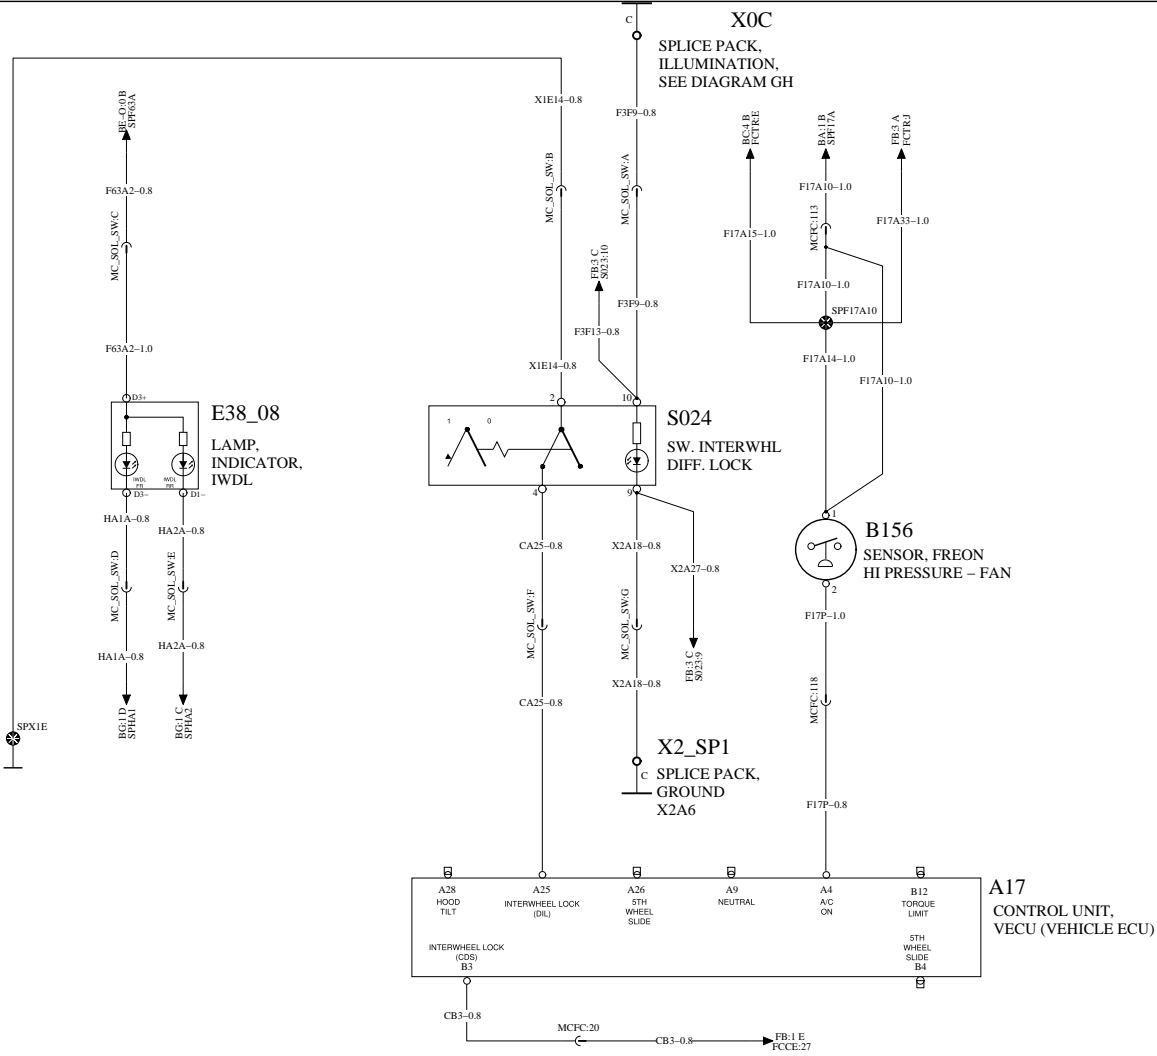 C
X0C
SPLICE PACK,
ILLUMINATION,
SEE DIAGRAM GH
X1E14–0.8
F3F9–0.8
BE–O:0 B
SPF63A
BC:4 B
FCTR:E
BA:1 B
SPF17A
FB:3 A
FCTR:J
MC_SOL_SW:B
MC_SOL_SW:A
F63A2–0.8
F17A10–1.0
MC_SOL_SW:C
MCFC:113
F17A15–1.0
F17A33–1.0
FB:3 C
S023:10
F17A10–1.0
F3F9–0.8
SPF17A10
F3F13–0.8
F63A2–1.0
X1E14–0.8
F17A14–1.0
F17A10–1.0
D3+
2
10
E38_08
LAMP,
INDICATOR,
IWDL
1
0
S024
SW. INTERWHL
DIFF. LOCK
IWDL
FR
IWDL
RR
D3–
D1–
4
9
HA1A–0.8
HA2A–0.8
1
B156
SENSOR, FREON
HI PRESSURE – FAN
2
CA25–0.8
X2A18–0.8
X2A27–0.8
MC_SOL_SW:D
MC_SOL_SW:E
MC_SOL_SW:F
MC_SOL_SW:G
F17P–1.0
HA1A–0.8
HA2A–0.8
FB:3 C
S023:9
X2A18–0.8
CA25–0.8
MCFC:118
BG:1 D
SPHA1
BG:1 C
SPHA2
SPX1E
X2_SP1
C
SPLICE PACK,
GROUND
X2A6
F17P–0.8
A28
HOOD
TILT
A25
INTERWHEEL LOCK
(DIL)
A26
5TH
WHEEL
SLIDE
A9
NEUTRAL
A4
A/C
ON
B12
TORQUE
LIMIT
A17
CONTROL UNIT,
VECU (VEHICLE ECU)
INTERWHEEL LOCK
(CDS)
B3
5TH
WHEEL
SLIDE
B4
CB3–0.8
MCFC:20
CB3–0.8
FB:1 E
FCCE:27